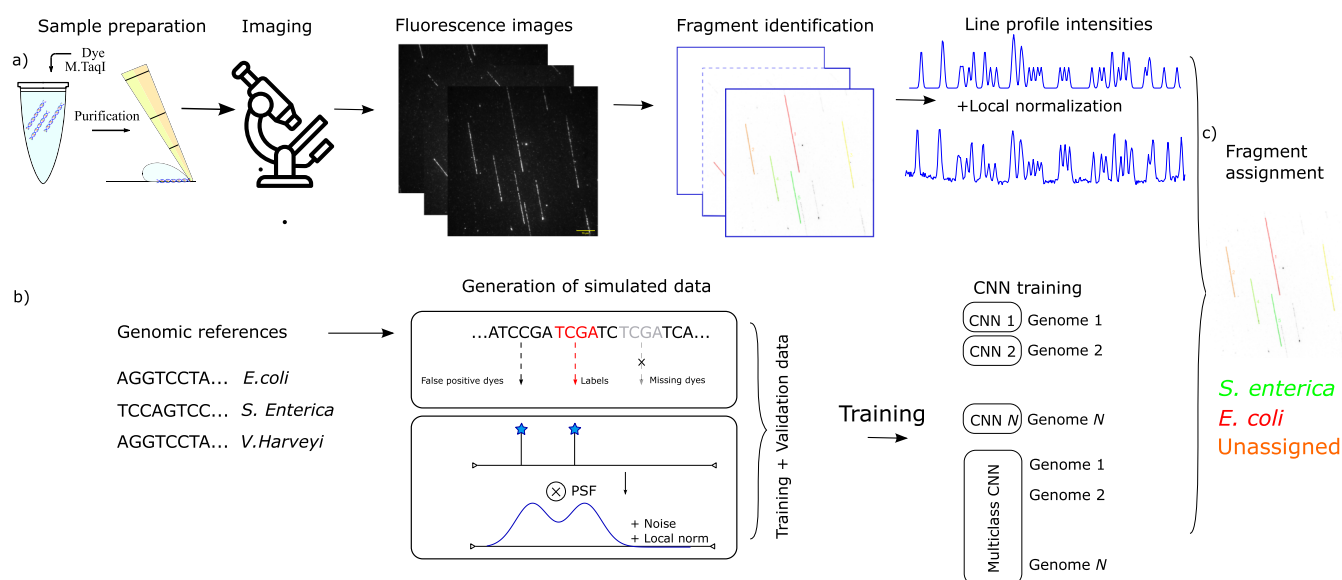 Sample preparation
Imaging
Fluorescence images
Fragment identification
Line profile intensities
a)
Dye
M.TaqI
Purification
+Local normalization
c)
Fragment
assignment
b)
Generation of simulated data
Genomic references
AGGTCCTA... E.coli
TCCAGTCC... S. Enterica
AGGTCCTA... V.Harveyi
...ATCCGATCGATCTCGATCA...
False positive dyes
Labels
Missing dyes
PSF
+ Noise
+ Local norm
Training + Validation data
Training
CNN training
CNN 1 Genome 1
CNN 2 Genome 2
CNN N Genome N
Multiclass CNN
Genome 1
Genome 2
Genome N
S. enterica
E. coli
Unassigned